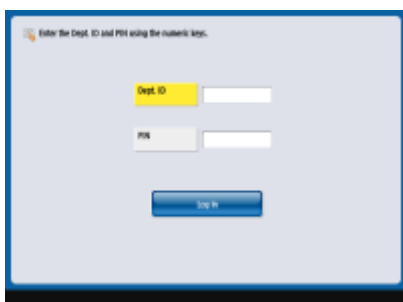 Enter the Dept. ID and PIN using the numeric keys.
Dept. ID
PIN
Log In